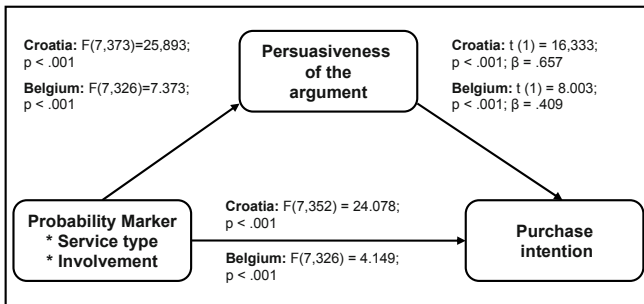 Croatia: F(7,373)=25,893;
p < .001
Belgium: F(7,326)=7.373;
p < .001
Persuasiveness
of the
argument
Croatia: t (1) = 16,333;
p < .001; β = .657
Belgium: t (1) = 8.003;
p < .001; β = .409
Probability Marker
* Service type
* Involvement
Croatia: F(7,352) = 24.078;
p < .001
Belgium: F(7,326) = 4.149;
p < .001
Purchase
intention